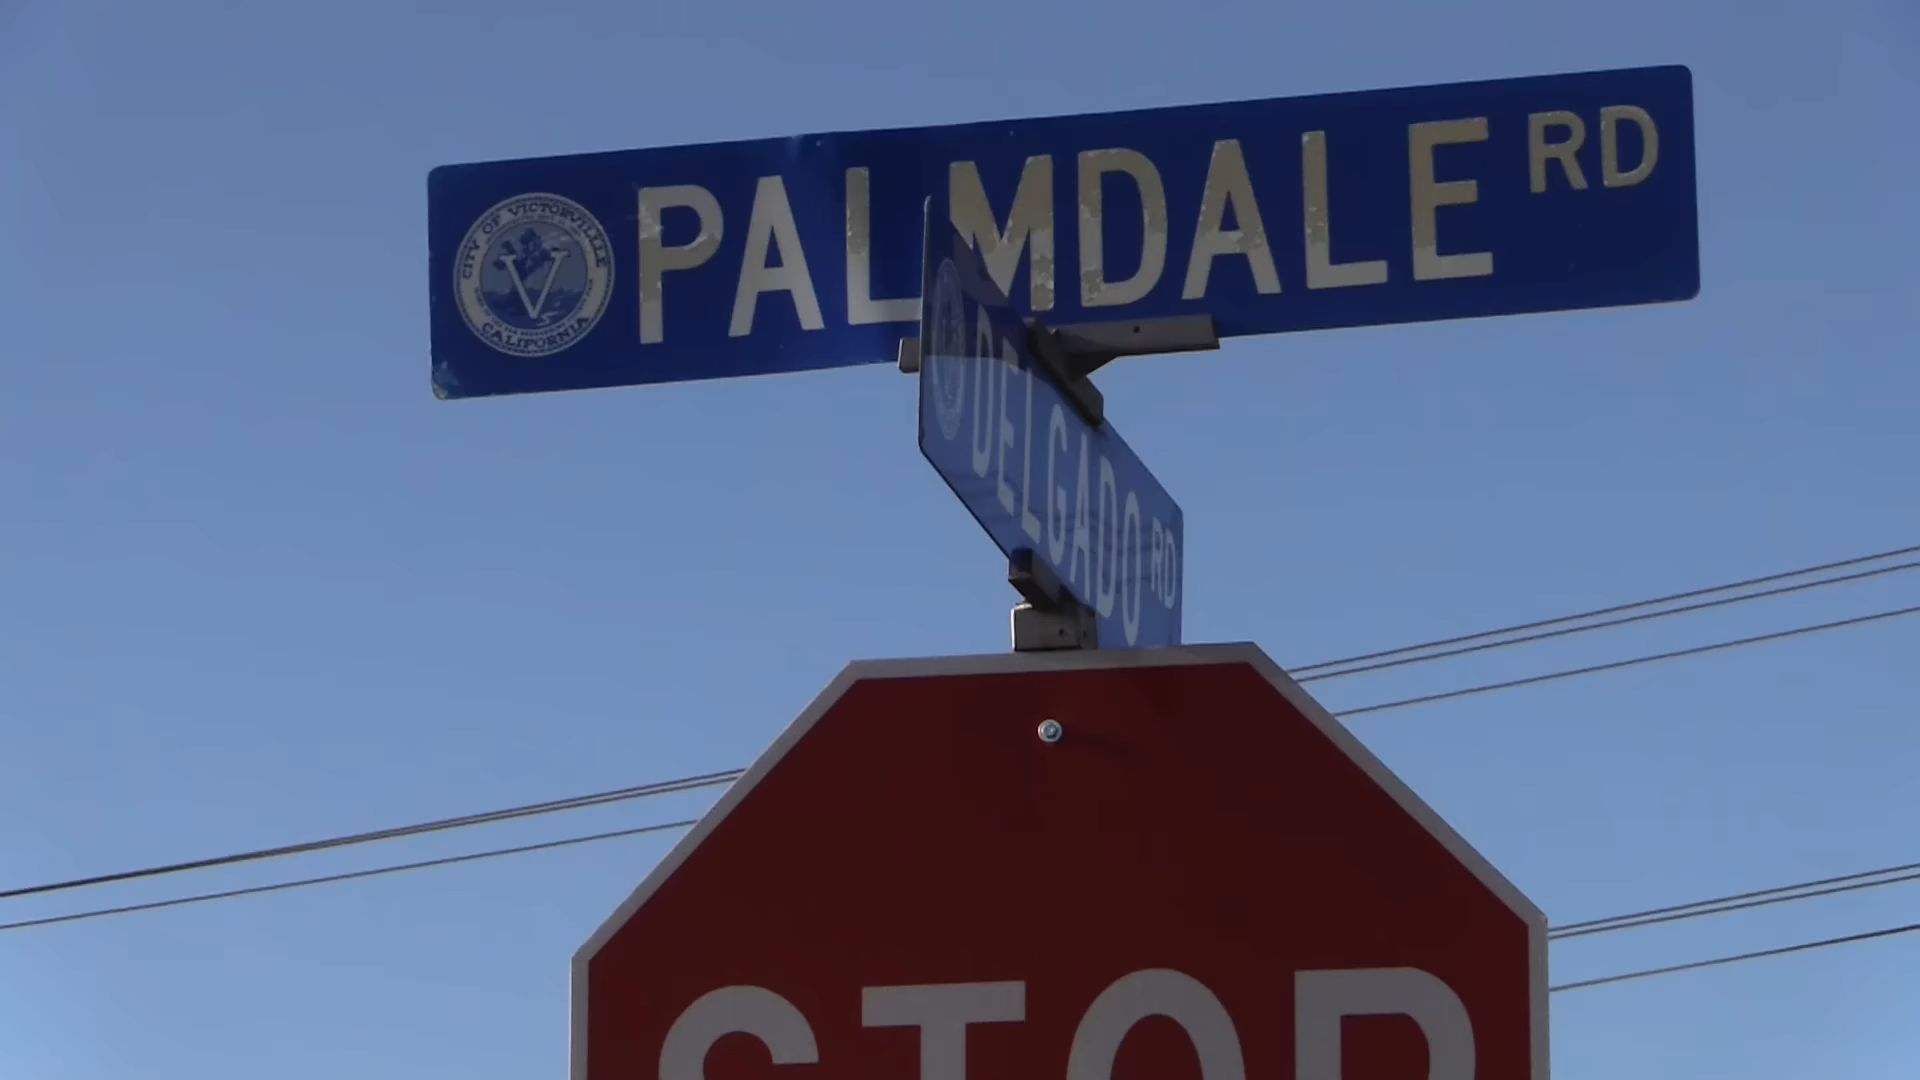 PALMDALE RD
CITY OF VICTORVILLE
CALIFORNIA
V
DELGADO RD
STOP